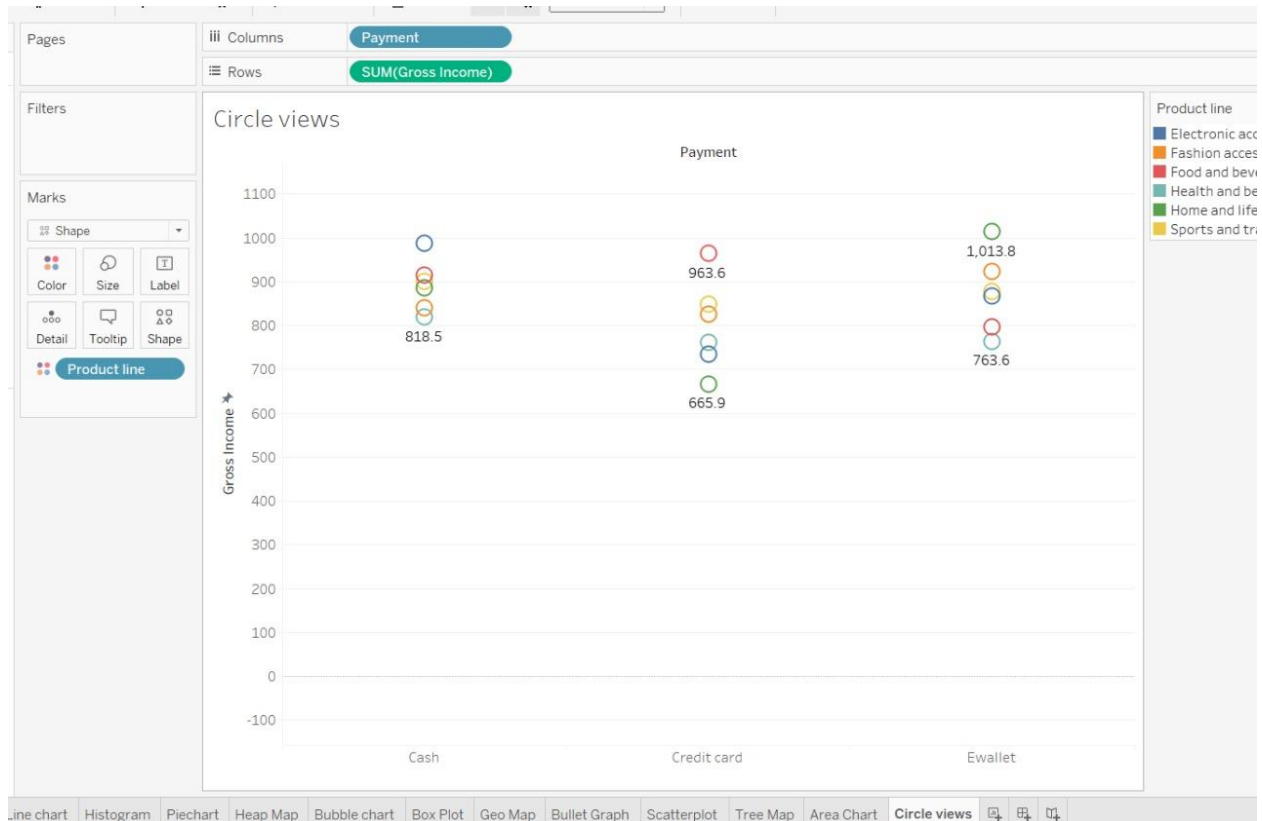 Pages
iii Columns
Payment
Rows
SUM(Gross Income)
Filters
Circle views
Product line
Electronic acc
Fashion acces
Food and beve
Health and be
Home and life
Sports and tra
Payment
Marks
Shape
Color
Size
Label
Detail
Tooltip
Shape
Product line
1100
1000
900
800
700
600
500
400
300
200
100
0
-100
Gross Income
818.5
963.6
665.9
1,013.8
763.6
Cash
Credit card
Ewallet
ine chart
Histogram
Piechart
Heap Map
Bubble chart
Box Plot
Geo Map
Bullet Graph
Scatterplot
Tree Map
Area Chart
Circle views